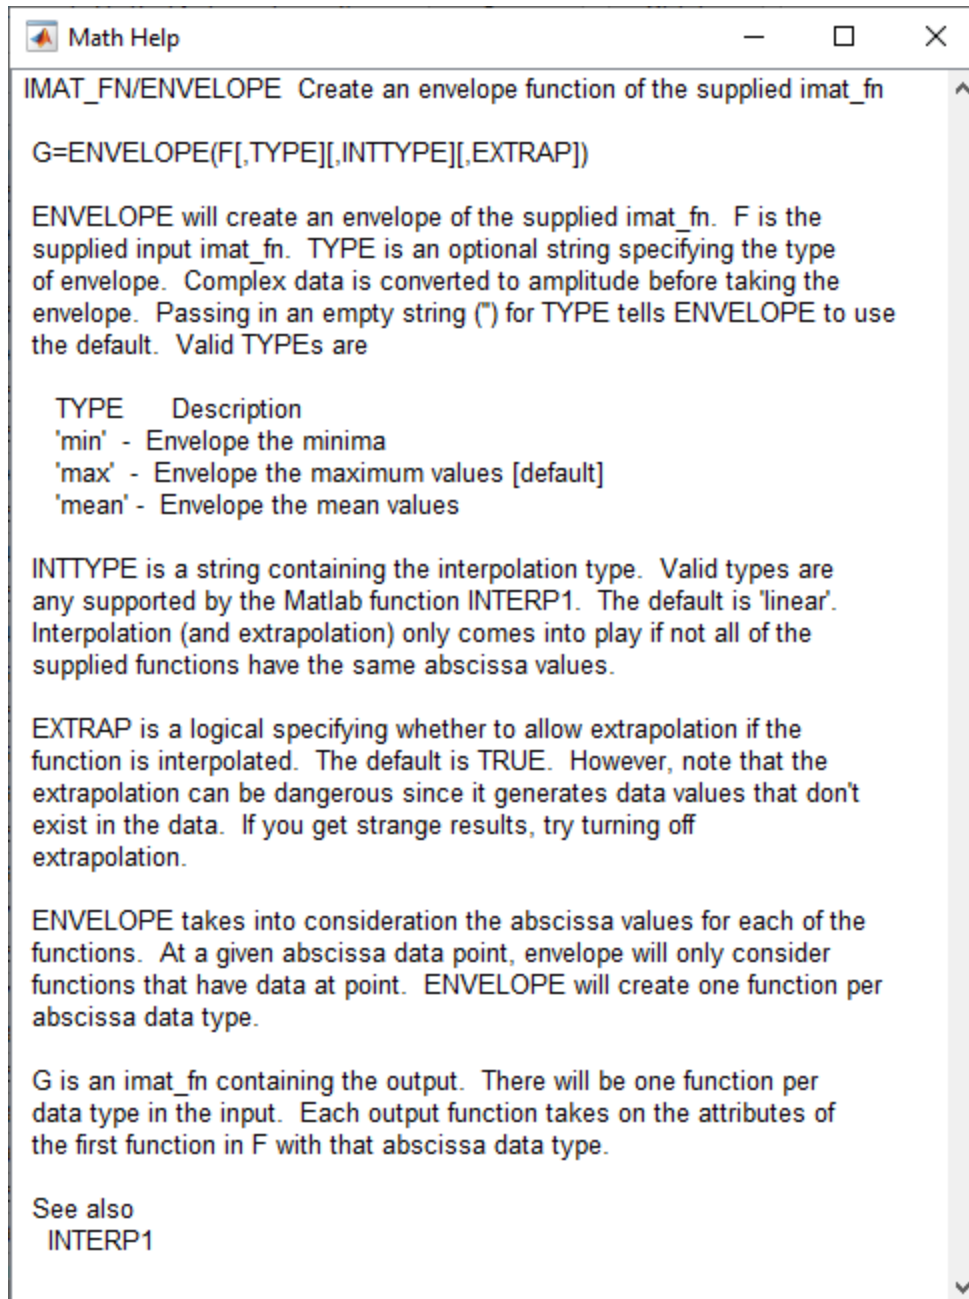 Math Help
IMAT_FN/ENVELOPE  Create an envelope function of the supplied imat_fn
G=ENVELOPE(F[,TYPE][,INTTYPE][,EXTRAP])
ENVELOPE will create an envelope of the supplied imat_fn.  F is the
supplied input imat_fn.  TYPE is an optional string specifying the type
of envelope.  Complex data is converted to amplitude before taking the
envelope.  Passing in an empty string ('') for TYPE tells ENVELOPE to use
the default.  Valid TYPEs are
TYPE      Description
'min'  -  Envelope the minima
'max'  -  Envelope the maximum values [default]
'mean' -  Envelope the mean values
INTTYPE is a string containing the interpolation type.  Valid types are
any supported by the Matlab function INTERP1.  The default is 'linear'.
Interpolation (and extrapolation) only comes into play if not all of the
supplied functions have the same abscissa values.
EXTRAP is a logical specifying whether to allow extrapolation if the
function is interpolated.  The default is TRUE.  However, note that the
extrapolation can be dangerous since it generates data values that don't
exist in the data.  If you get strange results, try turning off
extrapolation.
ENVELOPE takes into consideration the abscissa values for each of the
functions.  At a given abscissa data point, envelope will only consider
functions that have data at point.  ENVELOPE will create one function per
abscissa data type.
G is an imat_fn containing the output.  There will be one function per
data type in the input.  Each output function takes on the attributes of
the first function in F with that abscissa data type.
See also
INTERP1